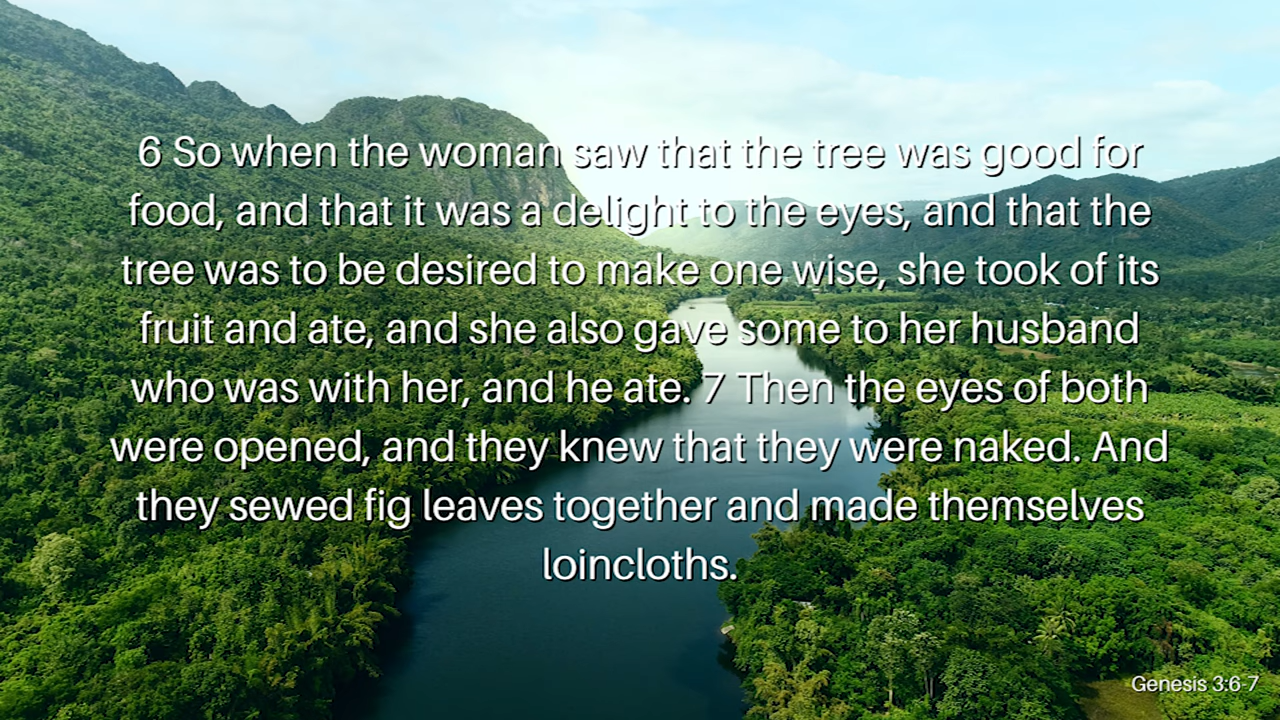 6 So when the woman saw that the tree was good for
food, and that it was a delight to the eyes, and that the
tree was to be desired to make one wise, she took of its
fruit and ate, and she also gave some to her husband
who was with her, and he ate. 7 Then the eyes of both
were opened, and they knew that they were naked. And
they sewed fig leaves together and made themselves
loincloths.
Genesis 3:6-7